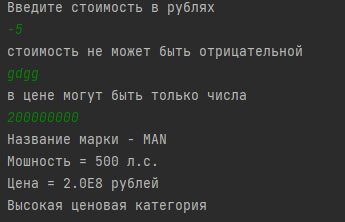 Введите стоимость в рублях
-5
стоимость не может быть отрицательной
gdgg
в цене могут быть только числа
200000000
Название марки - MAN
Мошность = 500 л.с.
Цена = 2.0E8 рублей
Высокая ценовая категория